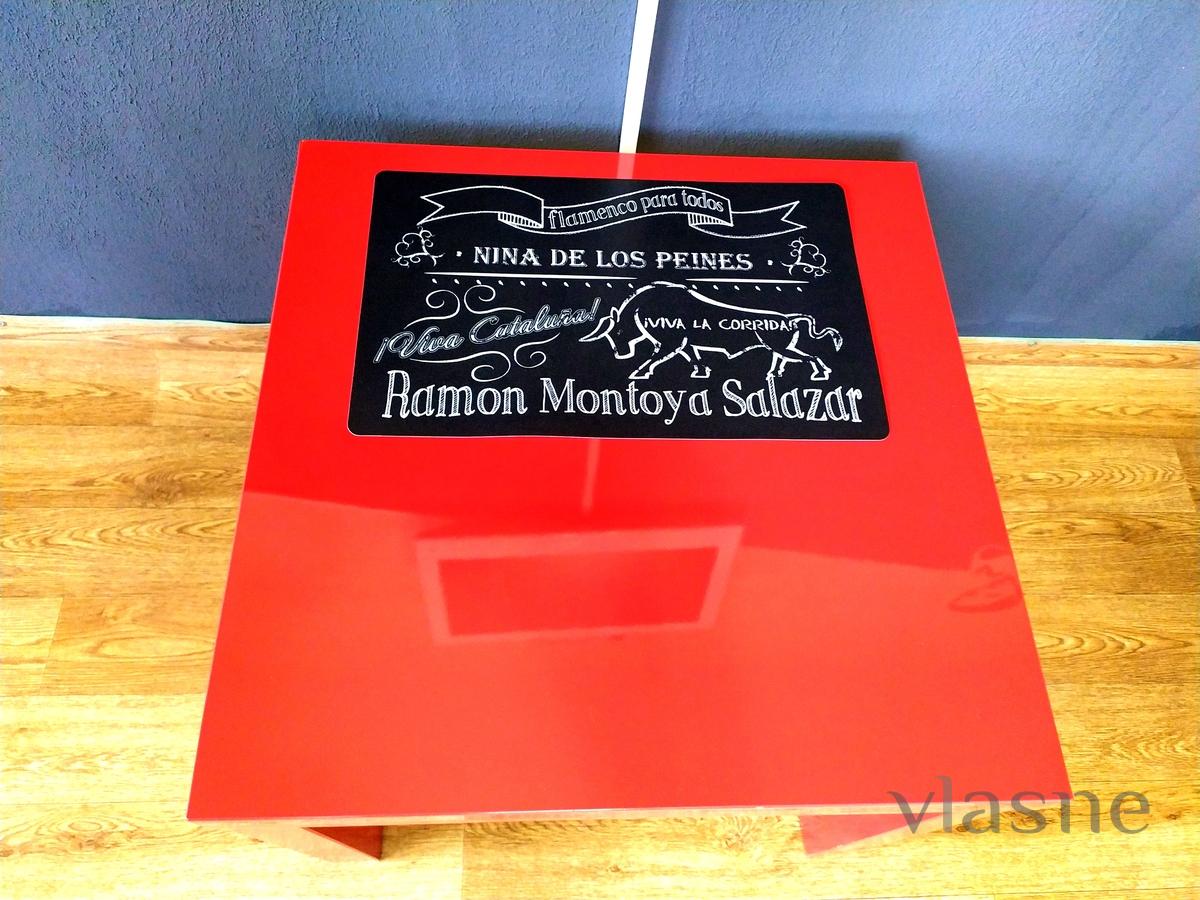 flamenco para todos
· NINA DE LOS PEINES ·
¡Viva Cataluña!
¡VIVA LA CORRIDA!
Ramon Montoya Salazar
vlasne